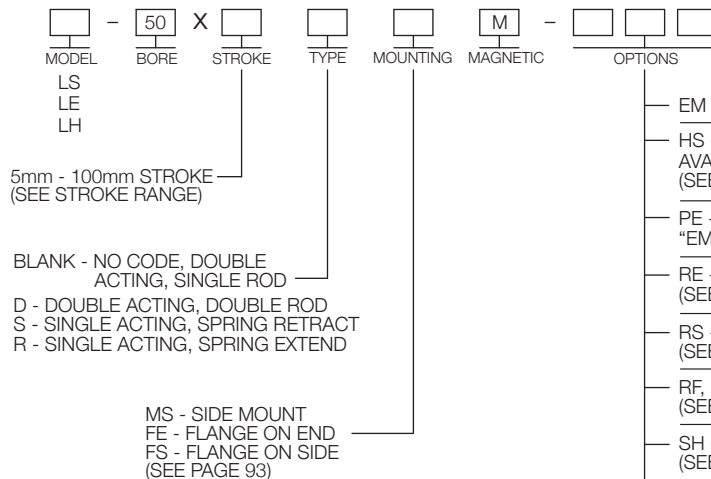 - 50 X M -
MODEL BORE STROKE TYPE MOUNTING MAGNETIC OPTIONS
LS
LE
LH
5mm - 100mm STROKE
(SEE STROKE RANGE)
BLANK - NO CODE, DOUBLE
ACTING, SINGLE ROD
D - DOUBLE ACTING, DOUBLE ROD
S - SINGLE ACTING, SPRING RETRACT
R - SINGLE ACTING, SPRING EXTEND
MS - SIDE MOUNT
FE - FLANGE ON END
FS - FLANGE ON SIDE
(SEE PAGE 93)
EM
HS
PE -
"EM
RE -
RS -
RF,
SH